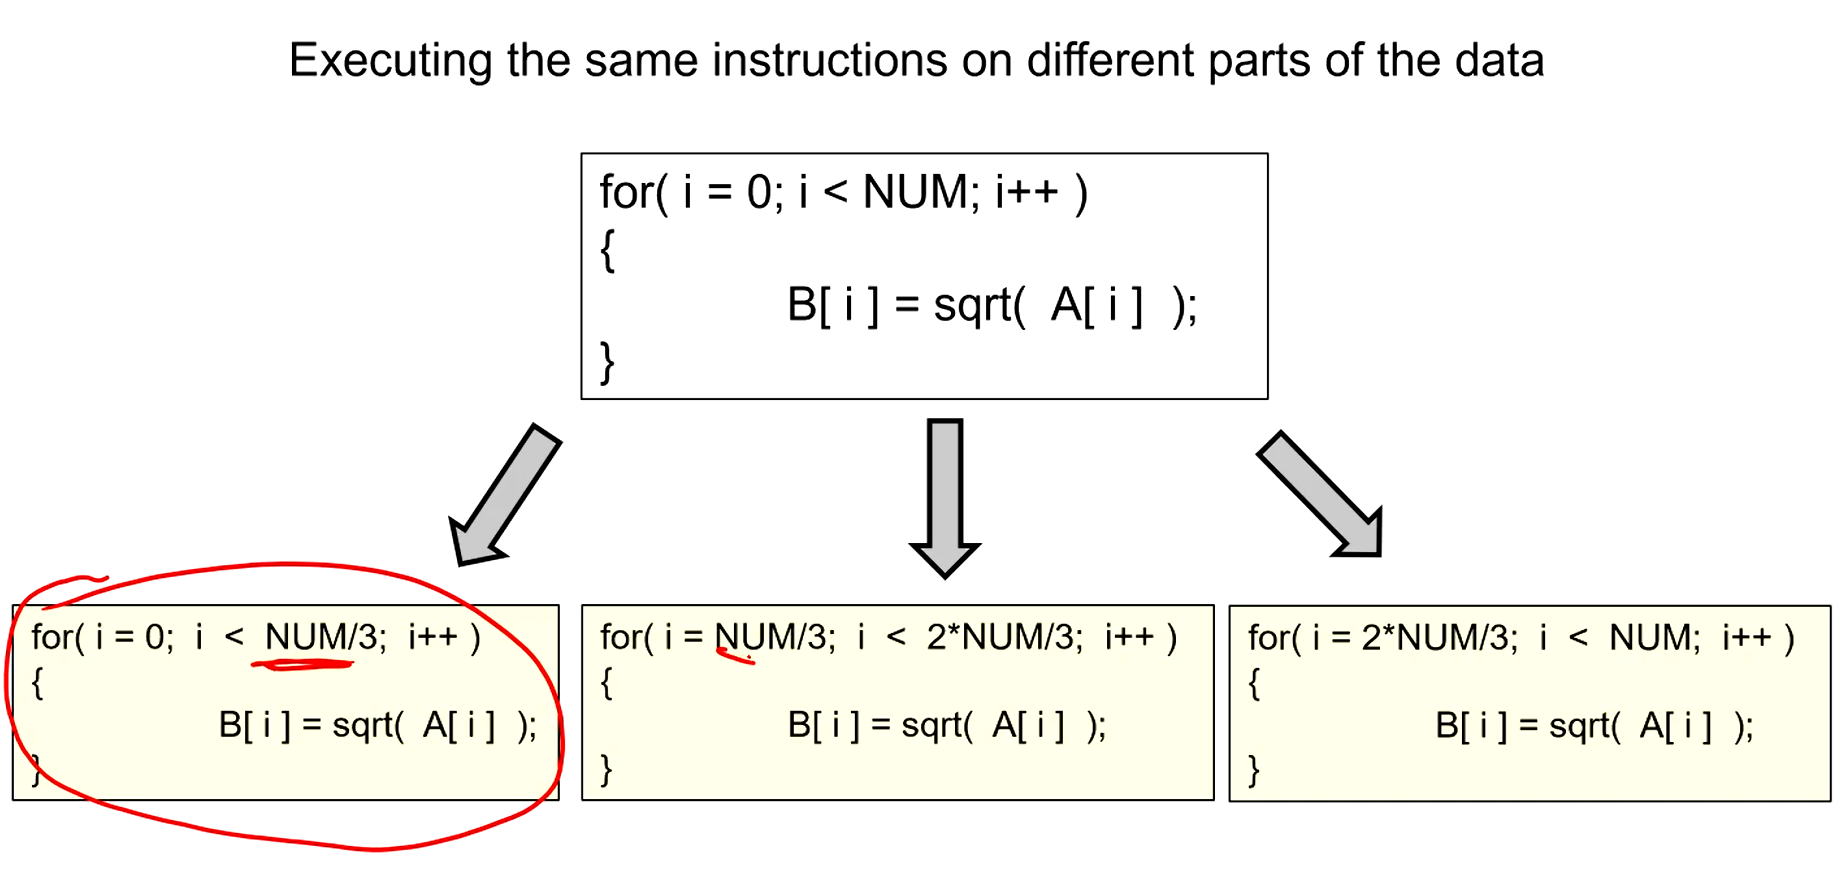 Executing the same instructions on different parts of the data
for( i = 0; i < NUM; i++ )
{
B[ i ] = sqrt( A[ i ] );
}
for( i = 0; i < NUM/3; i++ )
{
B[ i ] = sqrt( A[ i ] );
}
for( i = NUM/3; i < 2*NUM/3; i++ )
{
B[ i ] = sqrt( A[ i ] );
}
for( i = 2*NUM/3; i < NUM; i++ )
{
B[ i ] = sqrt( A[ i ] );
}